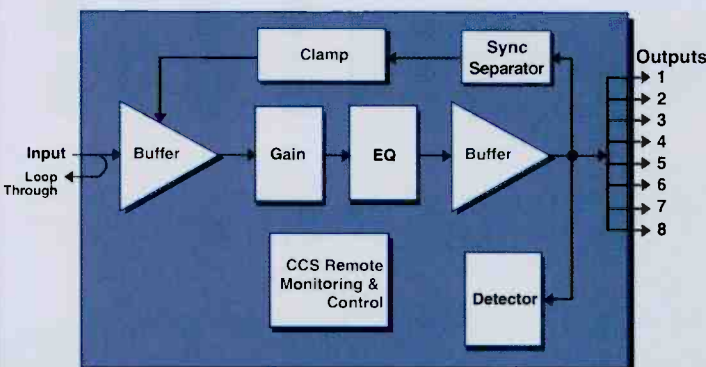 Clamp
Sync
Separator
Outputs
1
2
3
4
5
6
7
8
Input
Loop
Through
Buffer
Gain
EQ
Buffer
CCS Remote
Monitoring &
Control
Detector